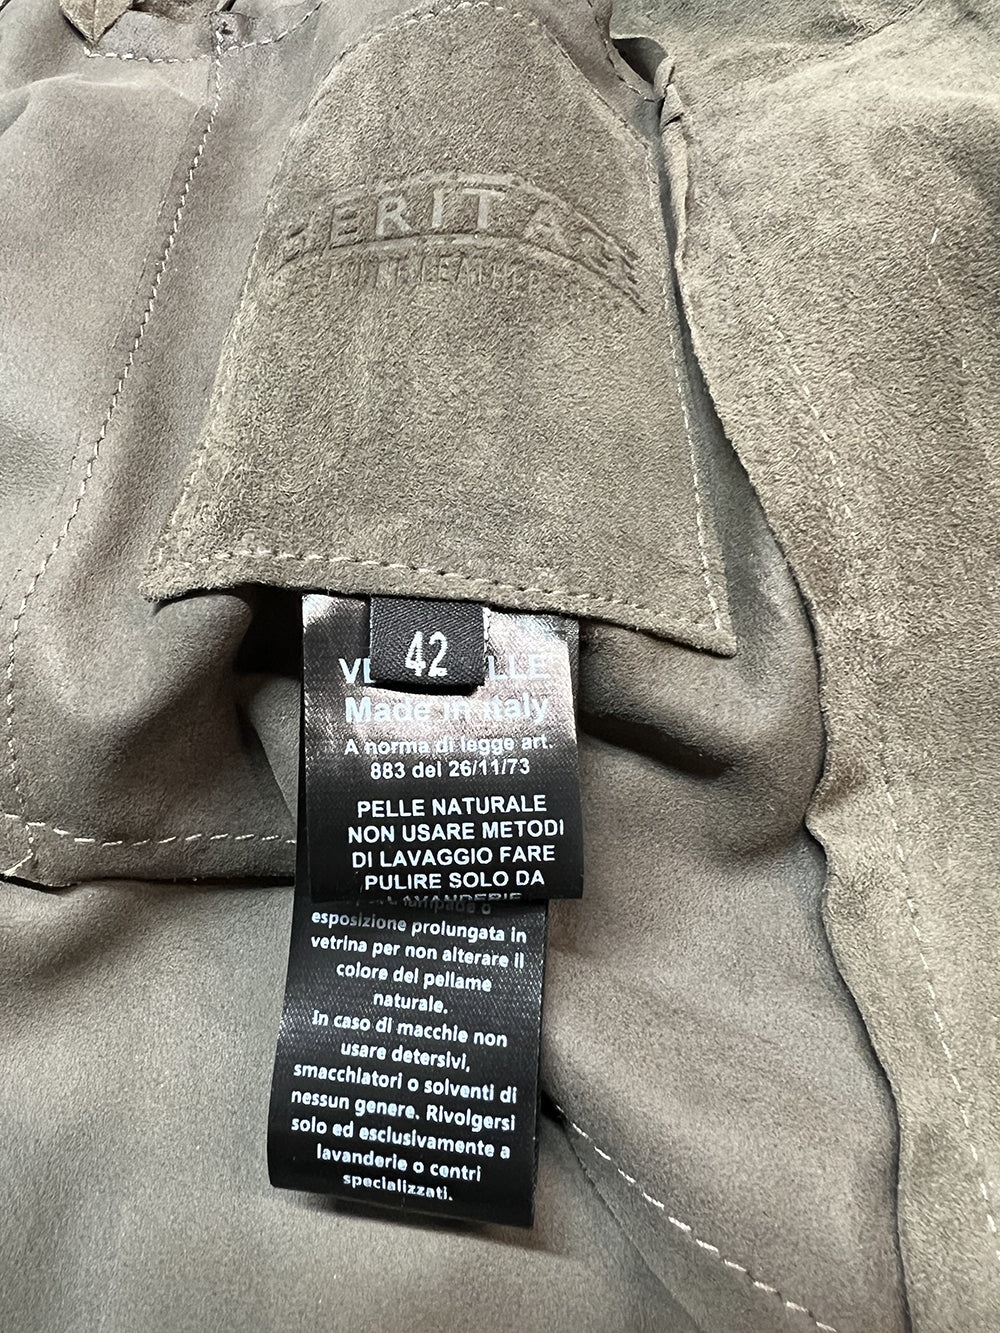 HERITA
42
Made in Italy
A norma di legge art.
883 del 26/11/73
PELLE NATURALE
NON USARE METODI
DI LAVAGGIO FARE
PULIRE SOLO DA
LAVANDERIE
esposizione prolungata in
vetrina per non alterare il
colore del pellame
naturale.
In caso di macchie non
usare detersivi,
smacchiatori o solventi di
nessun genere. Rivolgersi
solo ed esclusivamente a
lavanderie o centri
specializzati.